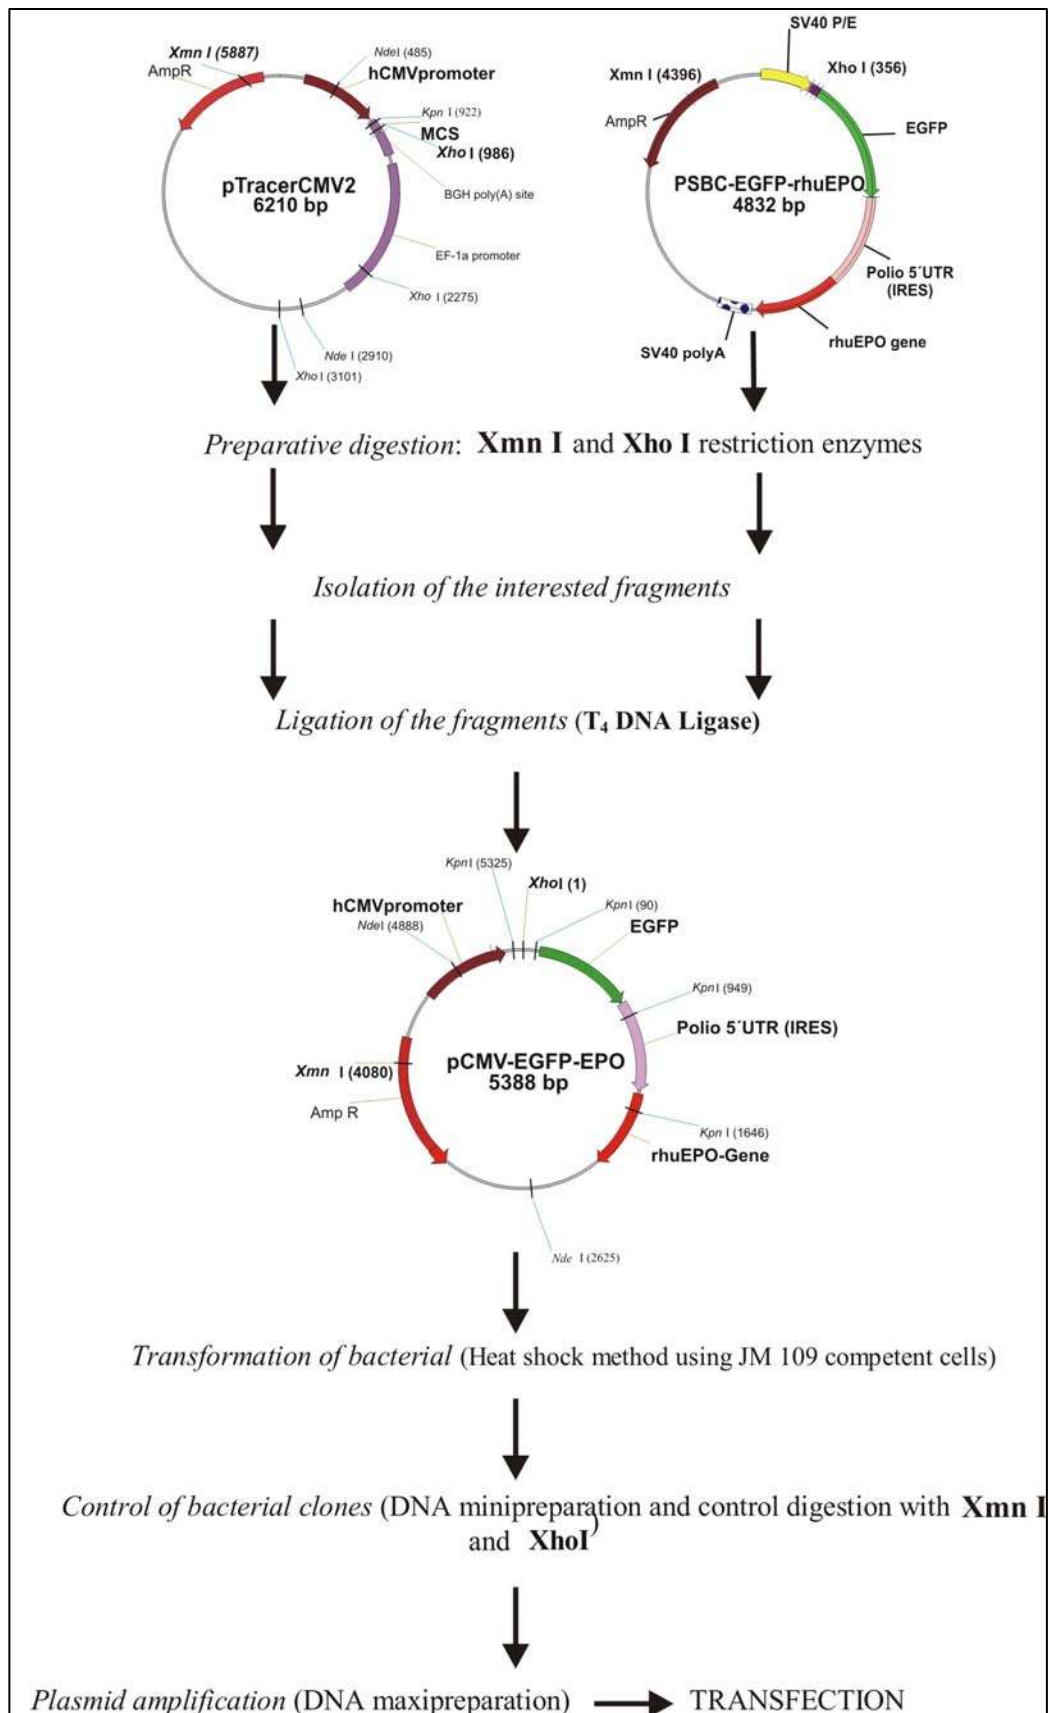 Xmn I (5887)
AmpR
NdeI (485)
hCMVpromoter
Kpn I (922)
MCS
Xho I (986)
pTracerCMV2
6210 bp
BGH poly(A) site
EF-1a promoter
Xho I (2275)
Nde I (2910)
Xho I (3101)
SV40 P/E
Xmn I (4396)
Xho I (356)
AmpR
EGFP
PSBC-EGFP-rhuEPO
4832 bp
Polio 5´UTR
(IRES)
rhuEPO gene
SV40 polyA
Preparative digestion: Xmn I and Xho I restriction enzymes
Isolation of the interested fragments
Ligation of the fragments (T4 DNA Ligase)
KpnI (5325)
XhoI (1)
hCMVpromoter
NdeI (4888)
KpnI (90)
EGFP
KpnI (949)
Polio 5´UTR (IRES)
Xmn I (4080)
pCMV-EGFP-EPO
5388 bp
Amp R
Kpn I (1646)
rhuEPO-Gene
Nde I (2625)
Transformation of bacterial (Heat shock method using JM 109 competent cells)
Control of bacterial clones (DNA minipreparation and control digestion with Xmn I
and XhoI)
Plasmid amplification (DNA maxipreparation) TRANSFECTION